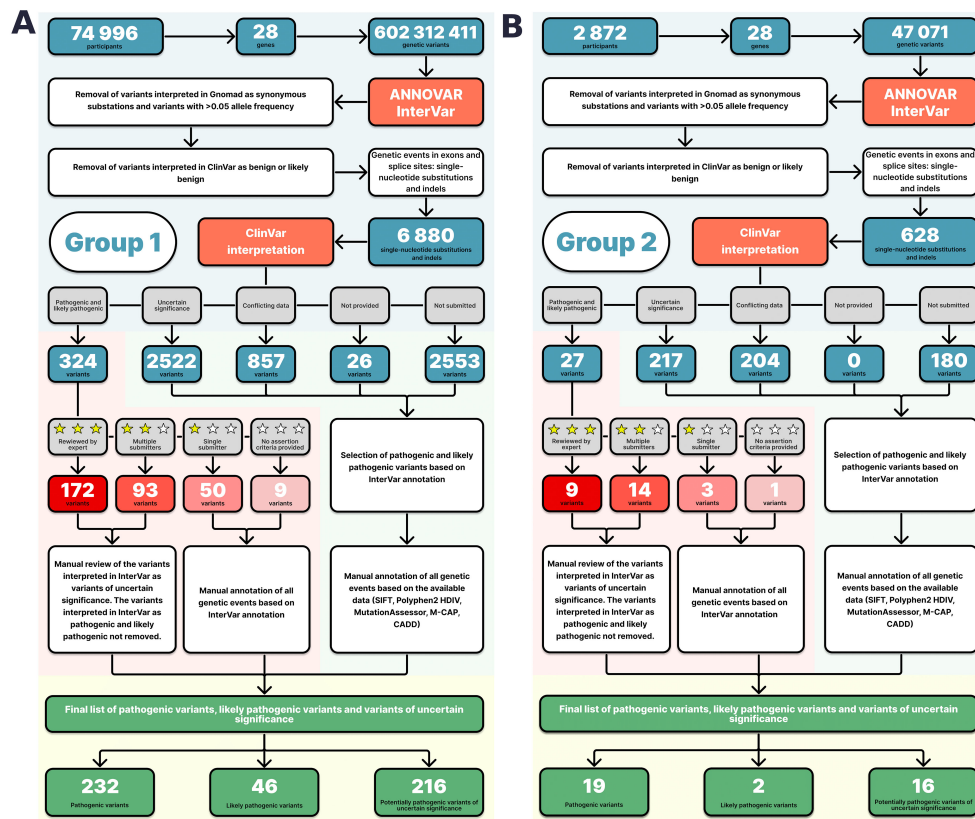 A
74 996
participants
28
genes
602 312 411
genetic variants
Removal of variants interpreted in Gnomad as synonymous
substations and variants with >0.05 allele frequency
ANNOVAR
InterVar
Removal of variants interpreted in ClinVar as benign or likely
benign
Genetic events in exons and
splice sites: single-
nucleotide substitutions
and indels
Group 1
ClinVar
interpretation
6 880
single-nucleotide substitutions
and indels
Pathogenic and
likely pathogenic
Uncertain
significance
Conflicting data
Not provided
Not submitted
324
variants
2522
variants
857
variants
26
variants
2553
variants
Rewiewed by
expert
Multiple
submitters
Single
submitter
No assertion
criteria provided
172
variants
93
variants
50
variants
9
variants
Selection of pathogenic and likely
pathogenic variants based on
InterVar annotation
Manual review of the variants
interpreted in InterVar as
variants of uncertain
significance. The variants
interpreted in InterVar as
pathogenic and likely
pathogenic not removed.
Manual annotation of all
genetic events based on
InterVar annotation
Manual annotation of all genetic
events based on the available
data (SIFT, Polyphen2 HDIV,
MutationAssessor, M-CAP,
CADD)
Final list of pathogenic variants, likely pathogenic variants and variants of uncertain
significance
232
Pathogenic variants
46
Likely pathogenic variants
216
Potentially pathogenic variants of
uncertain significance
B
2 872
participants
28
genes
47 071
genetic variants
Removal of variants interpreted in Gnomad as synonymous
substations and variants with >0.05 allele frequency
ANNOVAR
InterVar
Removal of variants interpreted in ClinVar as benign or likely
benign
Genetic events in exons and
splice sites: single-
nucleotide substitutions
and indels
Group 2
ClinVar
interpretation
628
single-nucleotide substitutions
and indels
Pathogenic and
likely pathogenic
Uncertain
significance
Conflicting data
Not provided
Not submitted
27
variants
217
variants
204
variants
0
variants
180
variants
Rewiewed by
expert
Multiple
submitters
Single
submitter
No assertion
criteria provided
9
variants
14
variants
3
variants
1
variants
Selection of pathogenic and likely
pathogenic variants based on
InterVar annotation
Manual review of the variants
interpreted in InterVar as
variants of uncertain
significance. The variants
interpreted in InterVar as
pathogenic and likely
pathogenic not removed.
Manual annotation of all
genetic events based on
InterVar annotation
Manual annotation of all genetic
events based on the available
data (SIFT, Polyphen2 HDIV,
MutationAssessor, M-CAP,
CADD)
Final list of pathogenic variants, likely pathogenic variants and variants of uncertain
significance
19
Pathogenic variants
2
Likely pathogenic variants
16
Potentially pathogenic variants of
uncertain significance